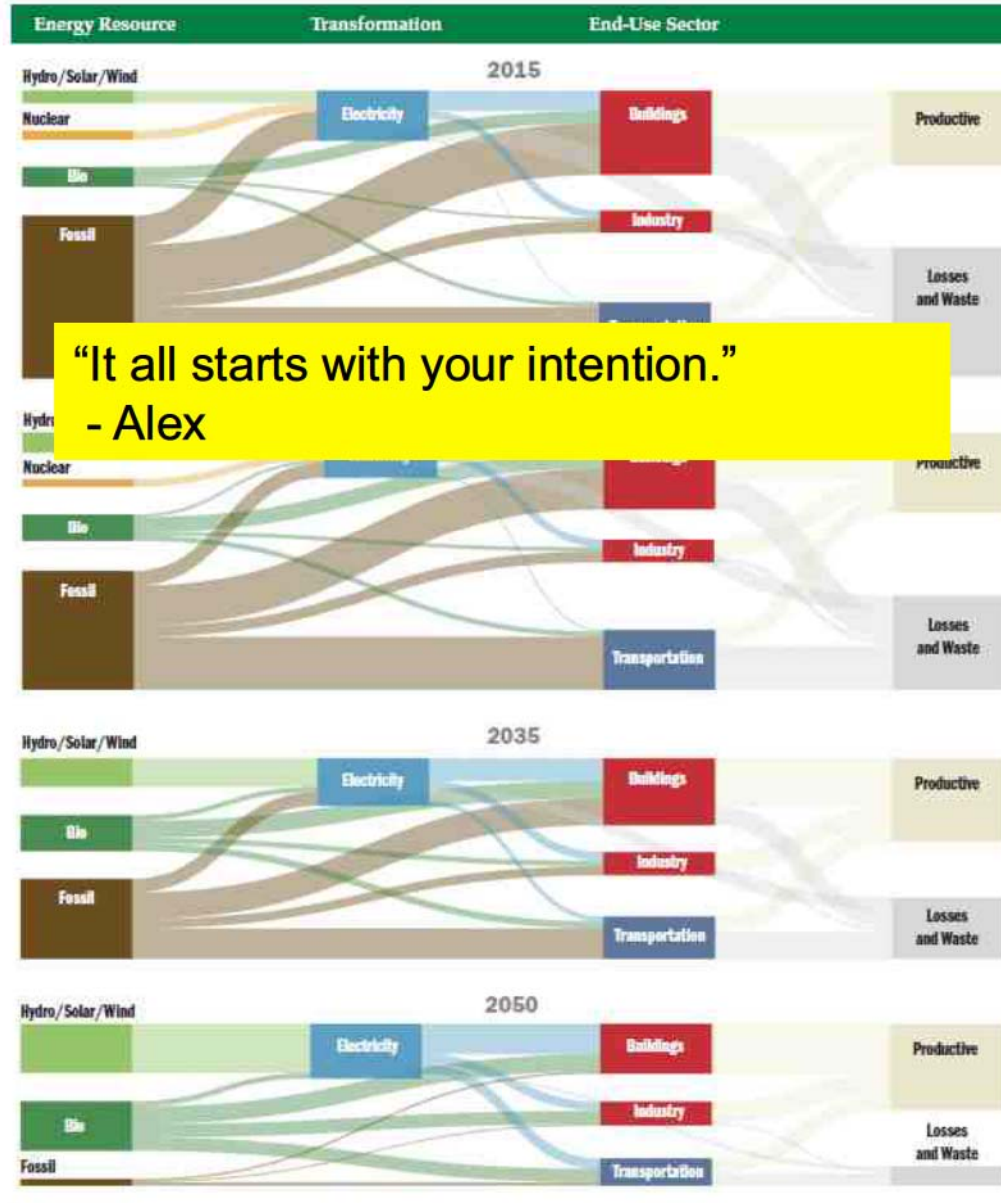 Energy Resource Transformation End-Use Sector
2015
Hydro/Solar/Wind
Electricity Buildings Productive
Nuclear
Bio
Industry
Fossil
Losses
and Waste
“It all starts with your intention.”
- Alex
Nuclear Productive
Bio
Industry
Fossil
Losses
and Waste
Transportation
2035
Hydro/Solar/Wind
Electricity Buildings Productive
Bio
Industry
Fossil
Losses
and Waste
Transportation
2050
Hydro/Solar/Wind
Electricity Buildings Productive
Bio
Industry
Losses
and Waste
Fossil
Transportation